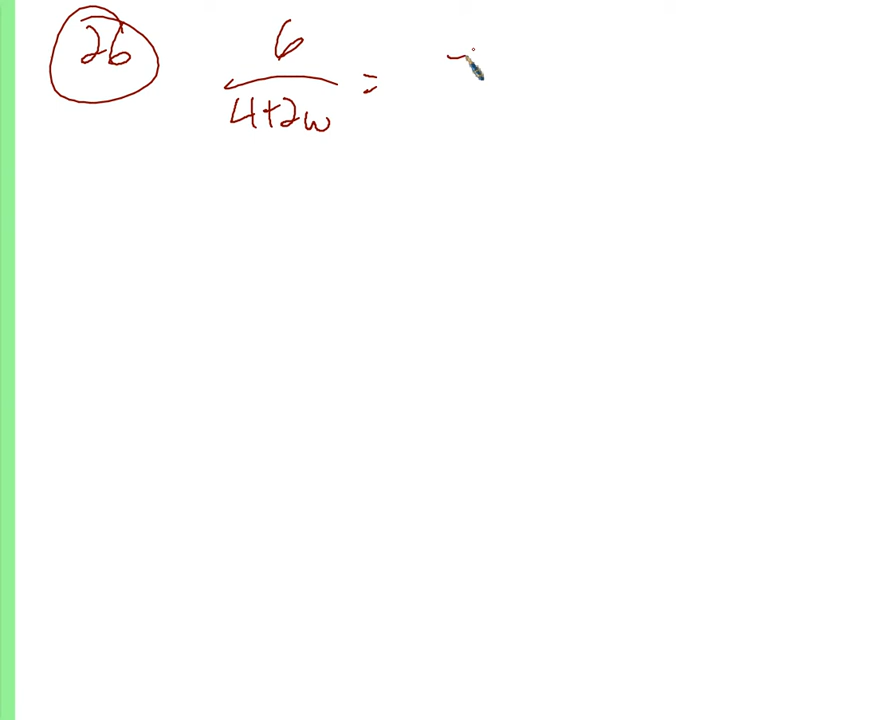 26 6/(4+2w) = -